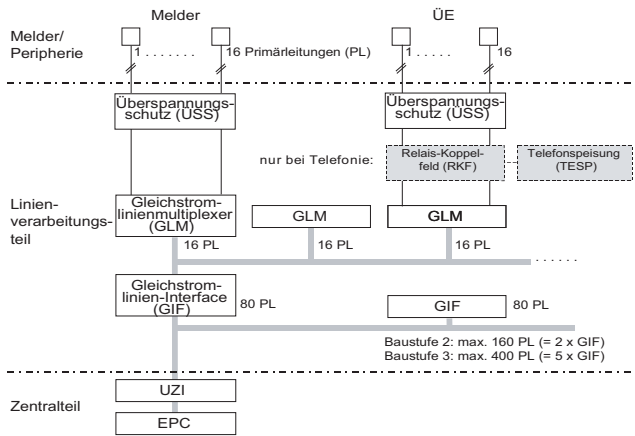 Melder
ÜE
Melder/
Peripherie
1 . . . . . . . 16 Primärleitungen (PL)
1 . . . . . . 16
Überspannungs-
schutz (ÜSS)
Überspannungs-
schutz (ÜSS)
nur bei Telefonie:
Relais-Koppel-
feld (RKF)
Telefonspeisung
(TESP)
Linien-
verarbeitungs-
teil
Gleichstrom-
linienmultiplexer
(GLM)
GLM
GLM
16 PL
16 PL
16 PL
. . . . . .
Gleichstrom-
linien-Interface
(GIF)
80 PL
GIF
80 PL
Baustufe 2: max. 160 PL (= 2 x GIF)
Baustufe 3: max. 400 PL (= 5 x GIF)
Zentralteil
UZI
EPC